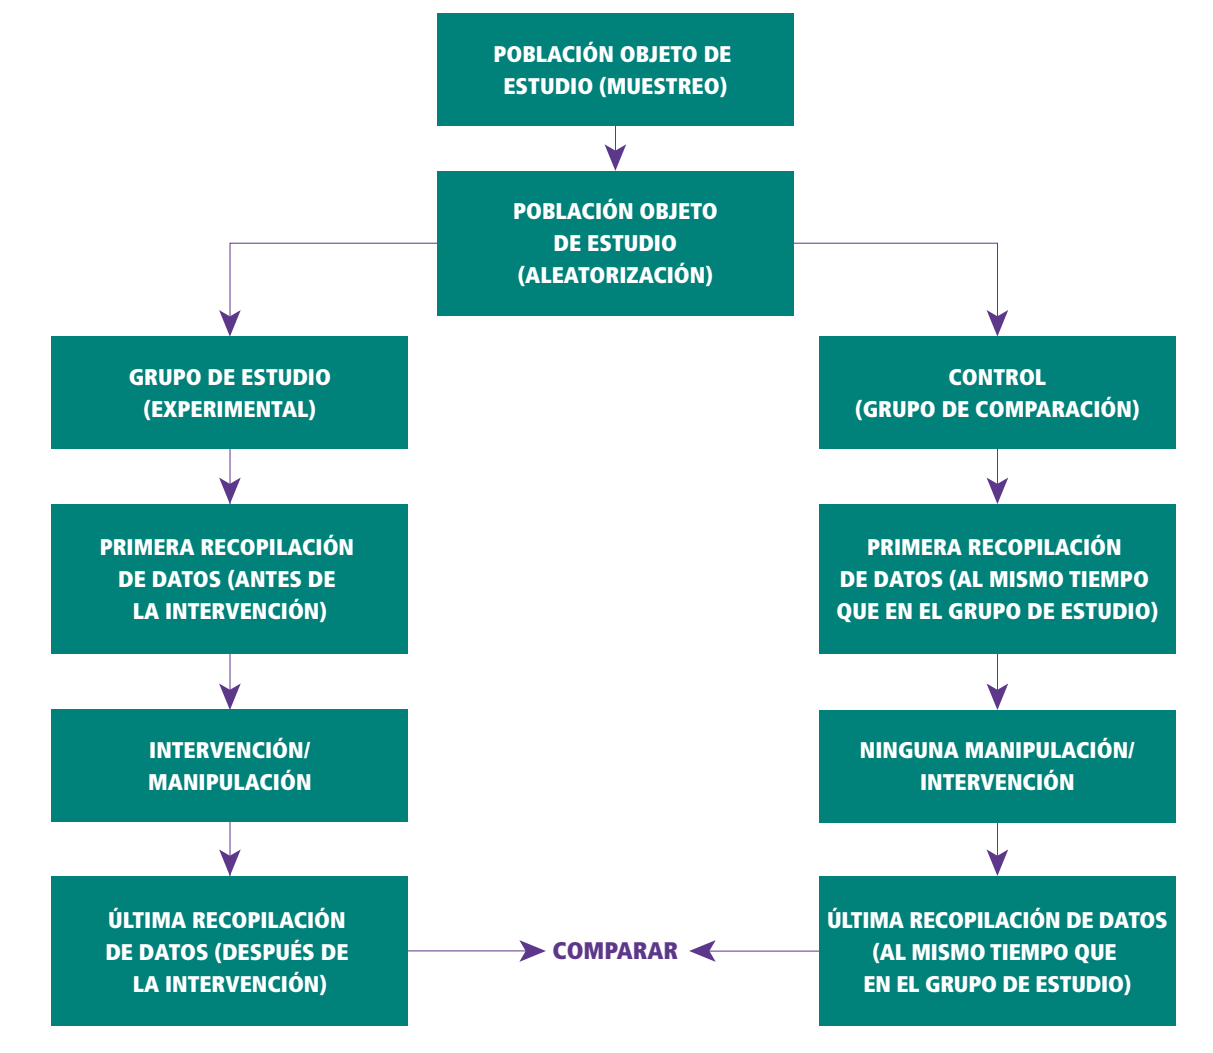 POBLACIÓN OBJETO DE
ESTUDIO (MUESTREO)
POBLACIÓN OBJETO
DE ESTUDIO
(ALEATORIZACIÓN)
GRUPO DE ESTUDIO
(EXPERIMENTAL)
CONTROL
(GRUPO DE COMPARACIÓN)
PRIMERA RECOPILACIÓN
DE DATOS (ANTES DE
LA INTERVENCIÓN)
PRIMERA RECOPILACIÓN
DE DATOS (AL MISMO TIEMPO
QUE EN EL GRUPO DE ESTUDIO)
INTERVENCIÓN/
MANIPULACIÓN
NINGUNA MANIPULACIÓN/
INTERVENCIÓN
ÚLTIMA RECOPILACIÓN
DE DATOS (DESPUÉS DE
LA INTERVENCIÓN)
COMPARAR
ÚLTIMA RECOPILACIÓN DE DATOS
(AL MISMO TIEMPO QUE
EN EL GRUPO DE ESTUDIO)